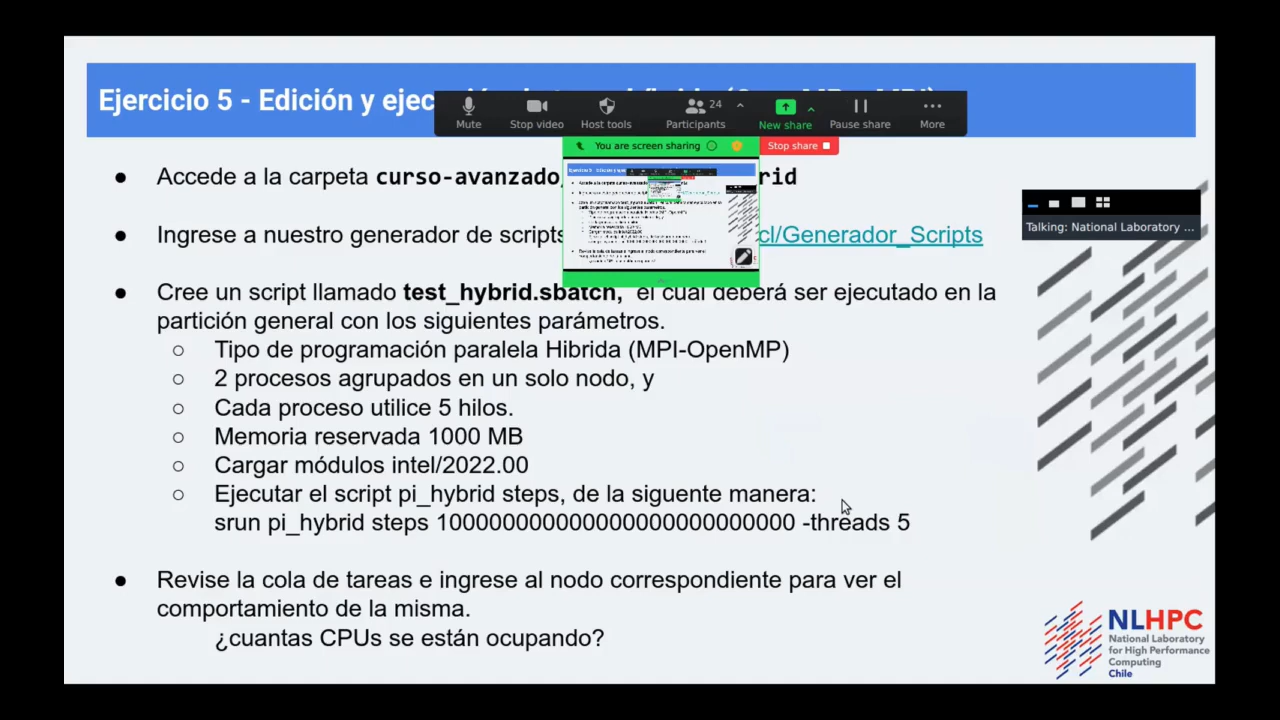 Ejercicio 5 - Edición y ejec
Mute
Stop video
Host tools
24
Participants
New share
Pause share
More
You are screen sharing
Stop share
Accede a la carpeta curso-avanzado
Talking: National Laboratory ...
Ingrese a nuestro generador de scripts cl/Generador_Scripts
Cree un script llamado test_hybrid.sbatch, el cual deberá ser ejecutado en la
partición general con los siguientes parámetros.
Tipo de programación paralela Hibrida (MPI-OpenMP)
2 procesos agrupados en un solo nodo, y
Cada proceso utilice 5 hilos.
Memoria reservada 1000 MB
Cargar módulos intel/2022.00
Ejecutar el script pi_hybrid steps, de la siguente manera:
srun pi_hybrid steps 1000000000000000000000000000 -threads 5
Revise la cola de tareas e ingrese al nodo correspondiente para ver el
comportamiento de la misma.
¿cuantas CPUs se están ocupando?
NLHPC
National Laboratory
for High Performance
Computing
Chile